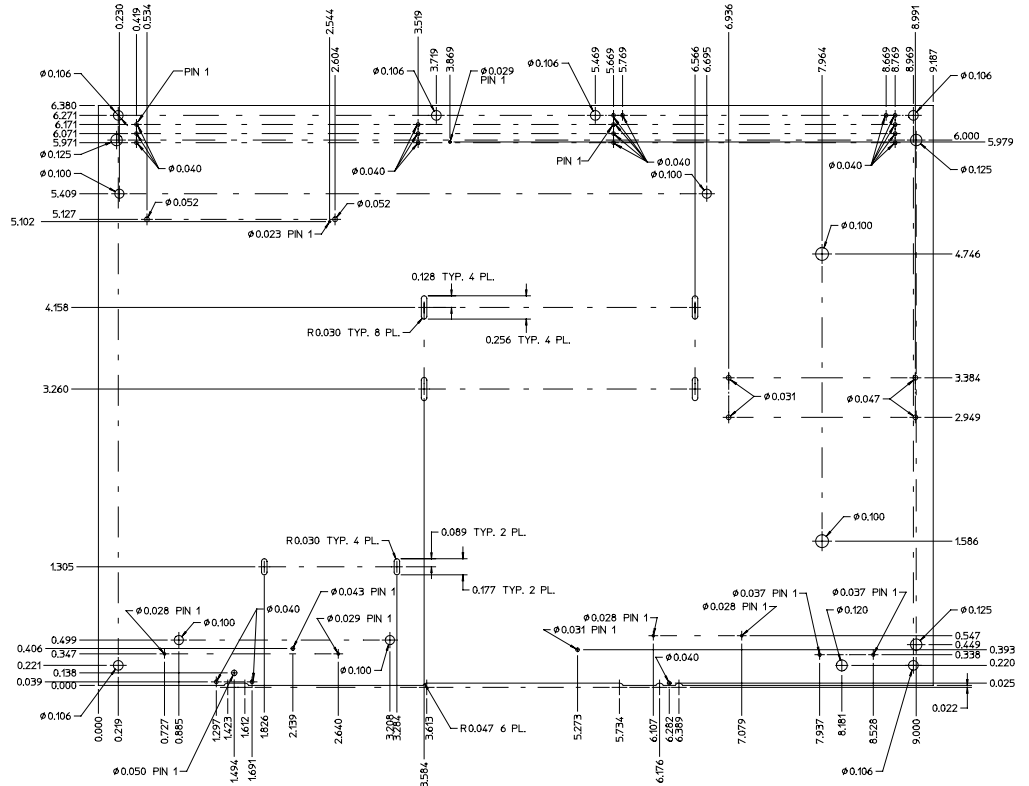 0.230
0.419
0.534
2.544
2.604
3.519
3.719
3.869
5.469
5.669
5.769
6.566
6.695
6.936
7.964
8.669
8.769
8.969
8.991
9.187
Ø0.106
PIN 1
Ø0.106
Ø0.029
PIN 1
Ø0.106
Ø0.106
6.380
6.271
6.171
6.071
5.971
6.000
5.979
Ø0.125
Ø0.040
Ø0.040
PIN 1
Ø0.040
Ø0.040
Ø0.125
Ø0.100
Ø0.100
5.409
5.127
5.102
Ø0.052
Ø0.052
Ø0.023 PIN 1
Ø0.100
4.746
0.128 TYP. 4 PL.
4.158
R0.030 TYP. 8 PL.
0.256 TYP. 4 PL.
3.260
3.384
Ø0.031
Ø0.047
2.949
Ø0.100
1.586
R0.030 TYP. 4 PL.
0.089 TYP. 2 PL.
1.305
0.177 TYP. 2 PL.
Ø0.043 PIN 1
Ø0.037 PIN 1
Ø0.037 PIN 1
Ø0.028 PIN 1
Ø0.040
Ø0.028 PIN 1
Ø0.028 PIN 1
Ø0.120
Ø0.125
Ø0.100
Ø0.029 PIN 1
Ø0.031 PIN 1
0.499
0.406
0.347
0.221
0.138
0.039
0.000
0.547
0.449
0.393
0.338
0.220
0.025
0.022
Ø0.100
Ø0.040
Ø0.106
0.000
0.219
0.727
0.885
1.297
1.423
1.494
1.612
1.691
1.826
2.139
2.640
3.208
3.284
3.584
3.613
R0.047 6 PL.
5.273
5.734
6.107
6.176
6.282
6.389
7.079
7.937
8.181
8.528
9.000
Ø0.050 PIN 1
Ø0.106